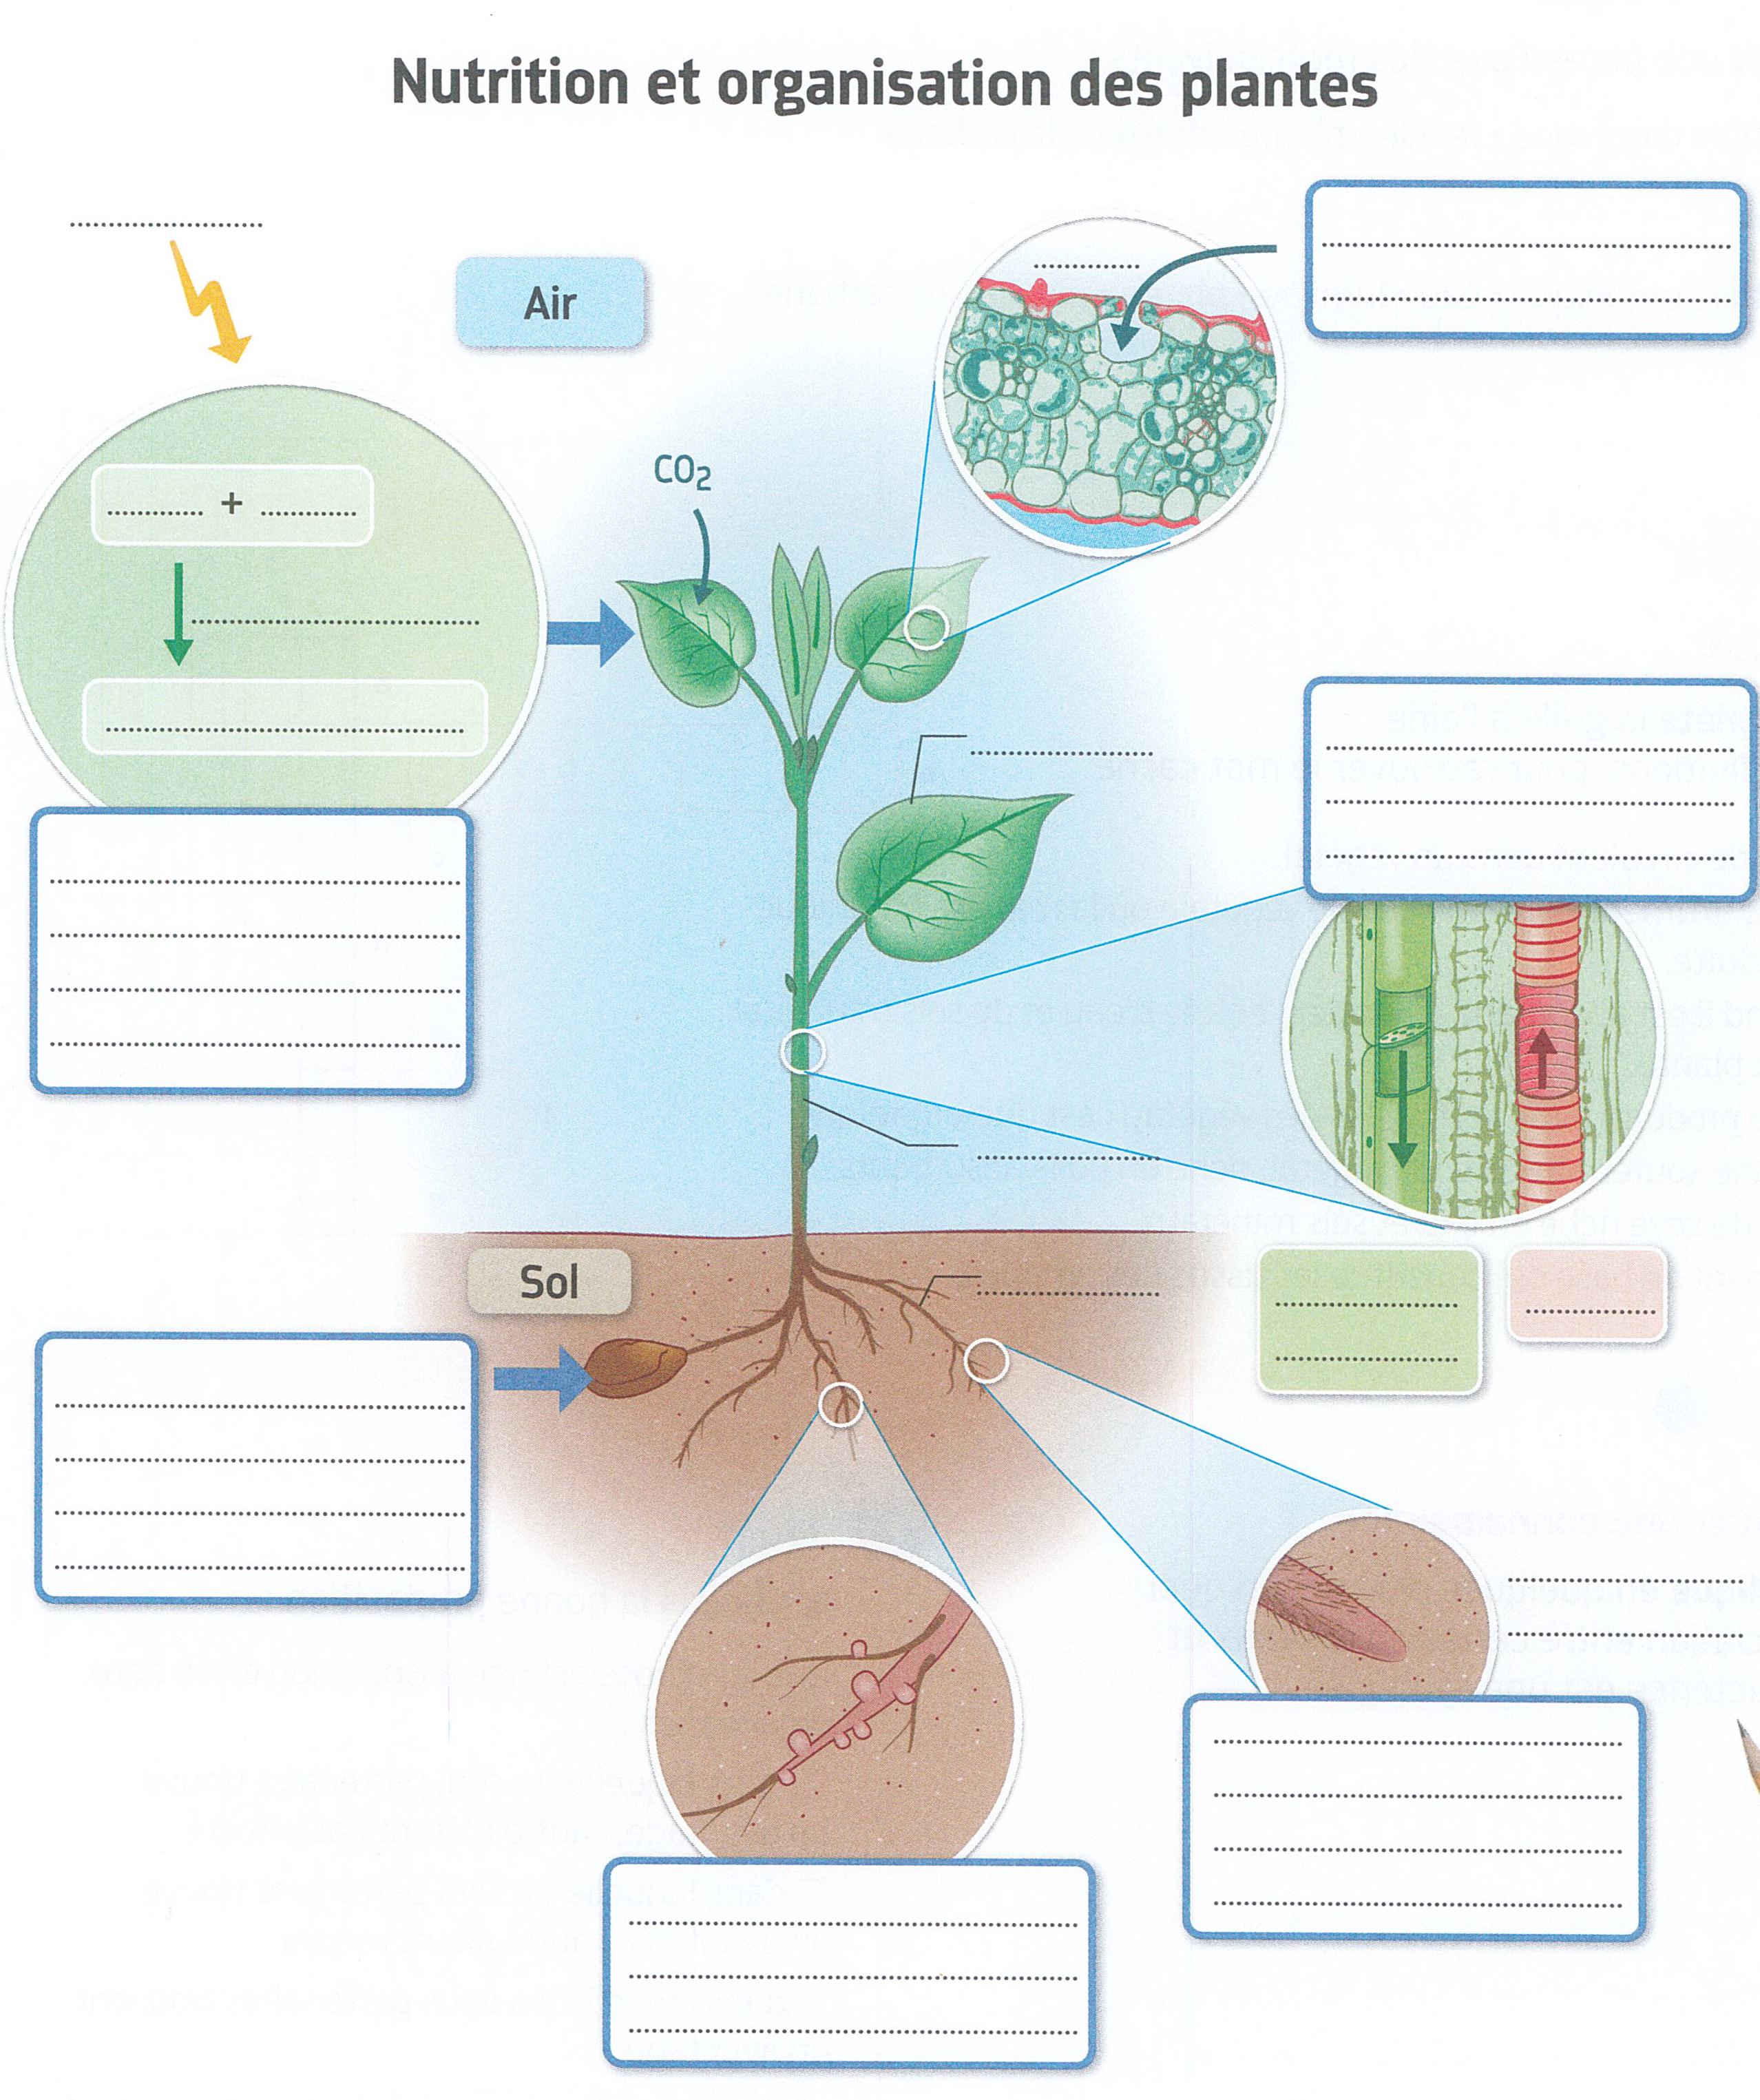 Nutrition et organisation des plantes
Air
+
CO₂
Sol